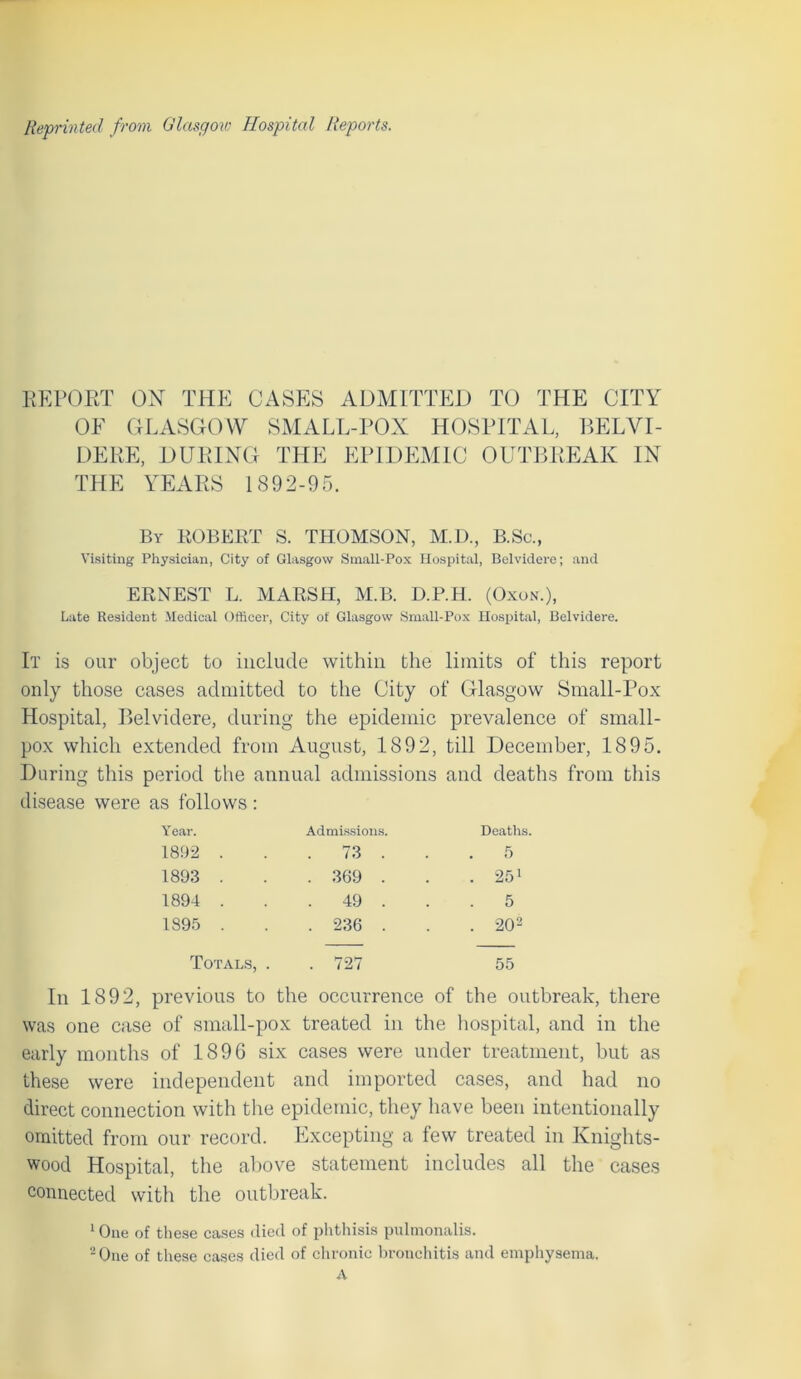 Reprinted from Glasgow Hospital Reports.
REPORT ON THE CASES ADMITTED TO THE CITY
OF GLASGOW SMALL-POX HOSPITAL, BELVI-
DERE, DURING THE EPIDEMIC OUTBREAK IN
THE YEARS 1892-95.
By ROBERT S. THOMSON, M.D., B.Sc.,
Visiting Physician, City of Glasgow Small-Pox Hospital, Belvidere; and
ERNEST L. MARSH, M.B. D.P.H. (Oxon.),
Late Resident Medical Officer, City of Glasgow Small-Pox Hospital, Belvidere.
It is our object to include within the limits of this report
only those cases admitted to the City of Glasgow Small-Pox
Hospital, Belvidere, during the epidemic prevalence of small-
pox which extended from August, 1892, till December, 1895.
During this period the annual admissions and deaths from this
disease were as follows:
Year. Admissions. Deaths.
1892 . . . 73 . . . 5
1893 . . . 369 . . . 25¹
1894 . . . 49 . . . 5
1895 . . . 236 . . . 20²
Totals, . . 727 55
In 1892, previous to the occurrence of the outbreak, there
was one case of small-pox treated in the hospital, and in the
early months of 1896 six cases were under treatment, but as
these were independent and imported cases, and had no
direct connection with the epidemic, they have been intentionally
omitted from our record. Excepting a few treated in Knights-
wood Hospital, the above statement includes all the cases
connected with the outbreak.
¹ One of these cases died of phthisis pulmonalis.
² One of these cases died of chronic bronchitis and emphysema.
A